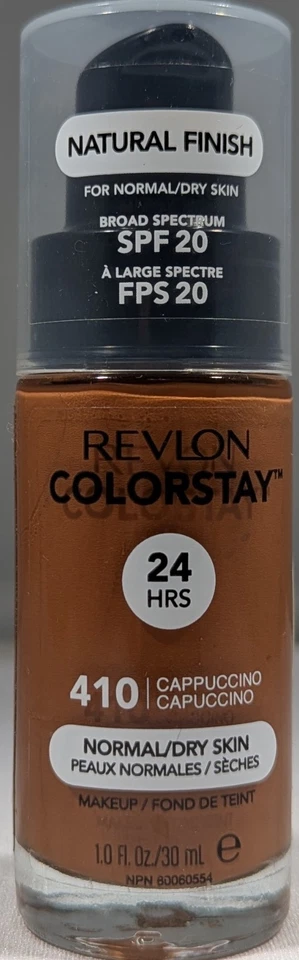 NATURAL FINISH
FOR NORMAL/DRY SKIN
BROAD SPECTRUM
SPF 20
À LARGE SPECTRE
FPS 20
REVLON
COLORSTAY™
24
HRS
410 | CAPPUCCINO
CAPUCCINO
NORMAL/DRY SKIN
PEAUX NORMALES / SÈCHES
MAKEUP / FOND DE TEINT
1.0 Fl. Oz./30 mL e
NPN 80060554